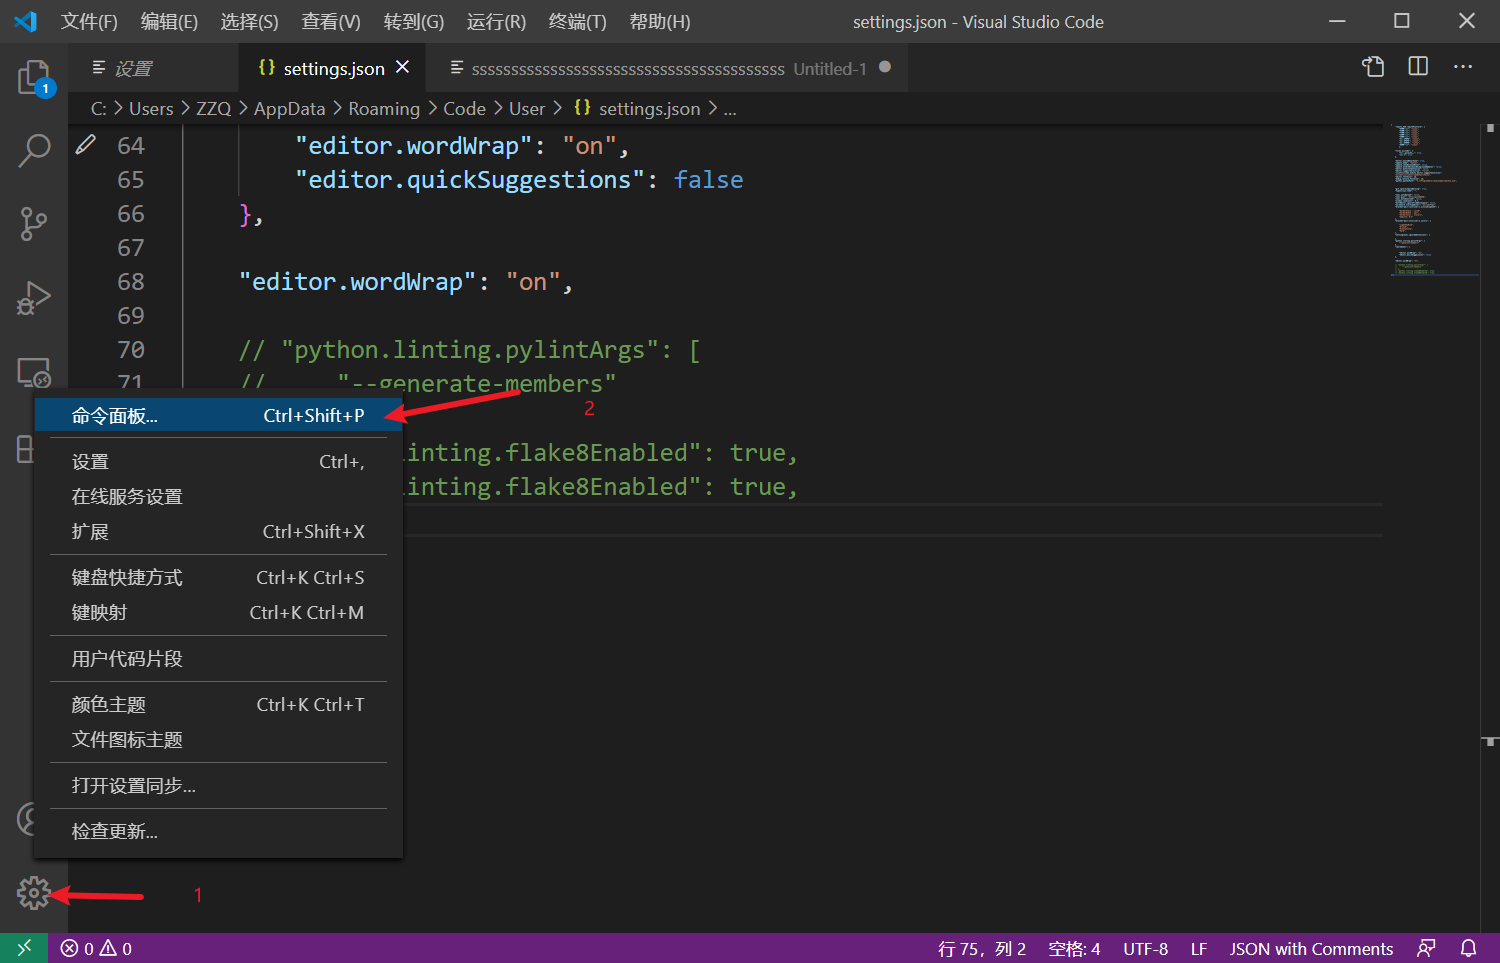 文件(F) 编辑(E) 选择(S) 查看(V) 转到(G) 运行(R) 终端(T) 帮助(H) settings.json - Visual Studio Code
设置 {} settings.json ssssssssssssssssssssssssssssssssssssssss Untitled-1
1
C: > Users > ZZQ > AppData > Roaming > Code > User > {} settings.json > ...
64 "editor.wordWrap": "on",
65 "editor.quickSuggestions": false
66 },
67
68 "editor.wordWrap": "on",
69
70 // "python.linting.pylintArgs": [
71 // "--generate-members"
2
命令面板... Ctrl+Shift+P
linting.flake8Enabled": true,
设置 Ctrl+,
linting.flake8Enabled": true,
在线服务设置
扩展 Ctrl+Shift+X
键盘快捷方式 Ctrl+K Ctrl+S
键映射 Ctrl+K Ctrl+M
用户代码片段
颜色主题 Ctrl+K Ctrl+T
文件图标主题
打开设置同步...
检查更新...
1
0 0 行 75，列 2 空格: 4 UTF-8 LF JSON with Comments